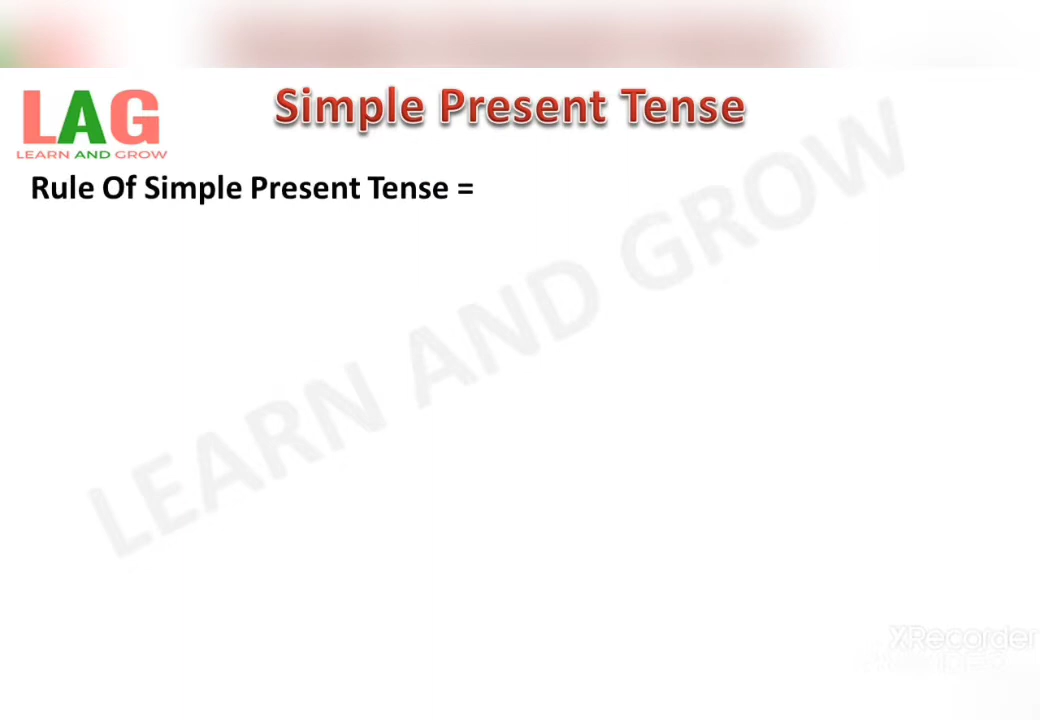 LAG
LEARN AND GROW
Simple Present Tense
Rule Of Simple Present Tense =
LEARN AND GROW
XRecorder